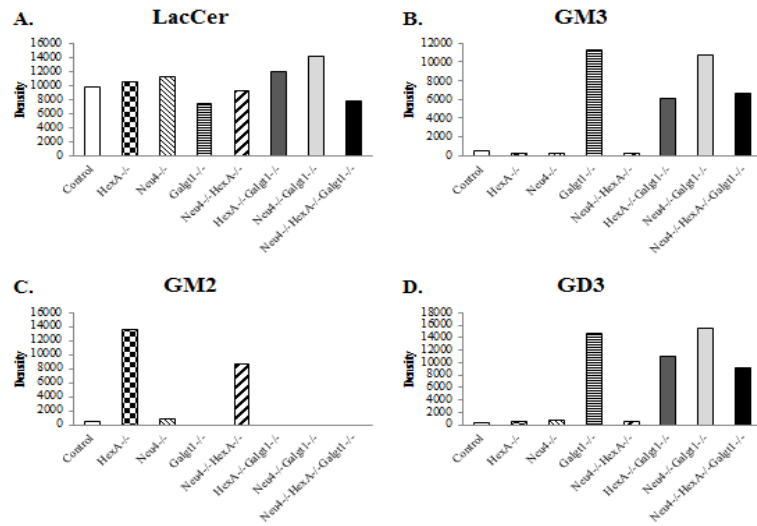 A. LacCer
Density
16000
14000
12000
10000
8000
6000
4000
2000
0
Control
HexA-/-
Neu4-/-
Galgt1-/-
Neu4-/-HexA-/-
HexA-/-Galgt1-/-
Neu4-/-Galgt1-/-
Neu4-/-HexA-/-Galgt1-/-
B. GM3
Density
12000
10000
8000
6000
4000
2000
0
Control
HexA-/-
Neu4-/-
Galgt1-/-
Neu4-/-HexA-/-
HexA-/-Galgt1-/-
Neu4-/-Galgt1-/-
Neu4-/-HexA-/-Galgt1-/-
C. GM2
Density
16000
14000
12000
10000
8000
6000
4000
2000
0
Control
HexA-/-
Neu4-/-
Galgt1-/-
Neu4-/-HexA-/-
HexA-/-Galgt1-/-
Neu4-/-Galgt1-/-
Neu4-/-HexA-/-Galgt1-/-
D. GD3
Density
18000
16000
14000
12000
10000
8000
6000
4000
2000
0
Control
HexA-/-
Neu4-/-
Galgt1-/-
Neu4-/-HexA-/-
HexA-/-Galgt1-/-
Neu4-/-Galgt1-/-
Neu4-/-HexA-/-Galgt1-/-